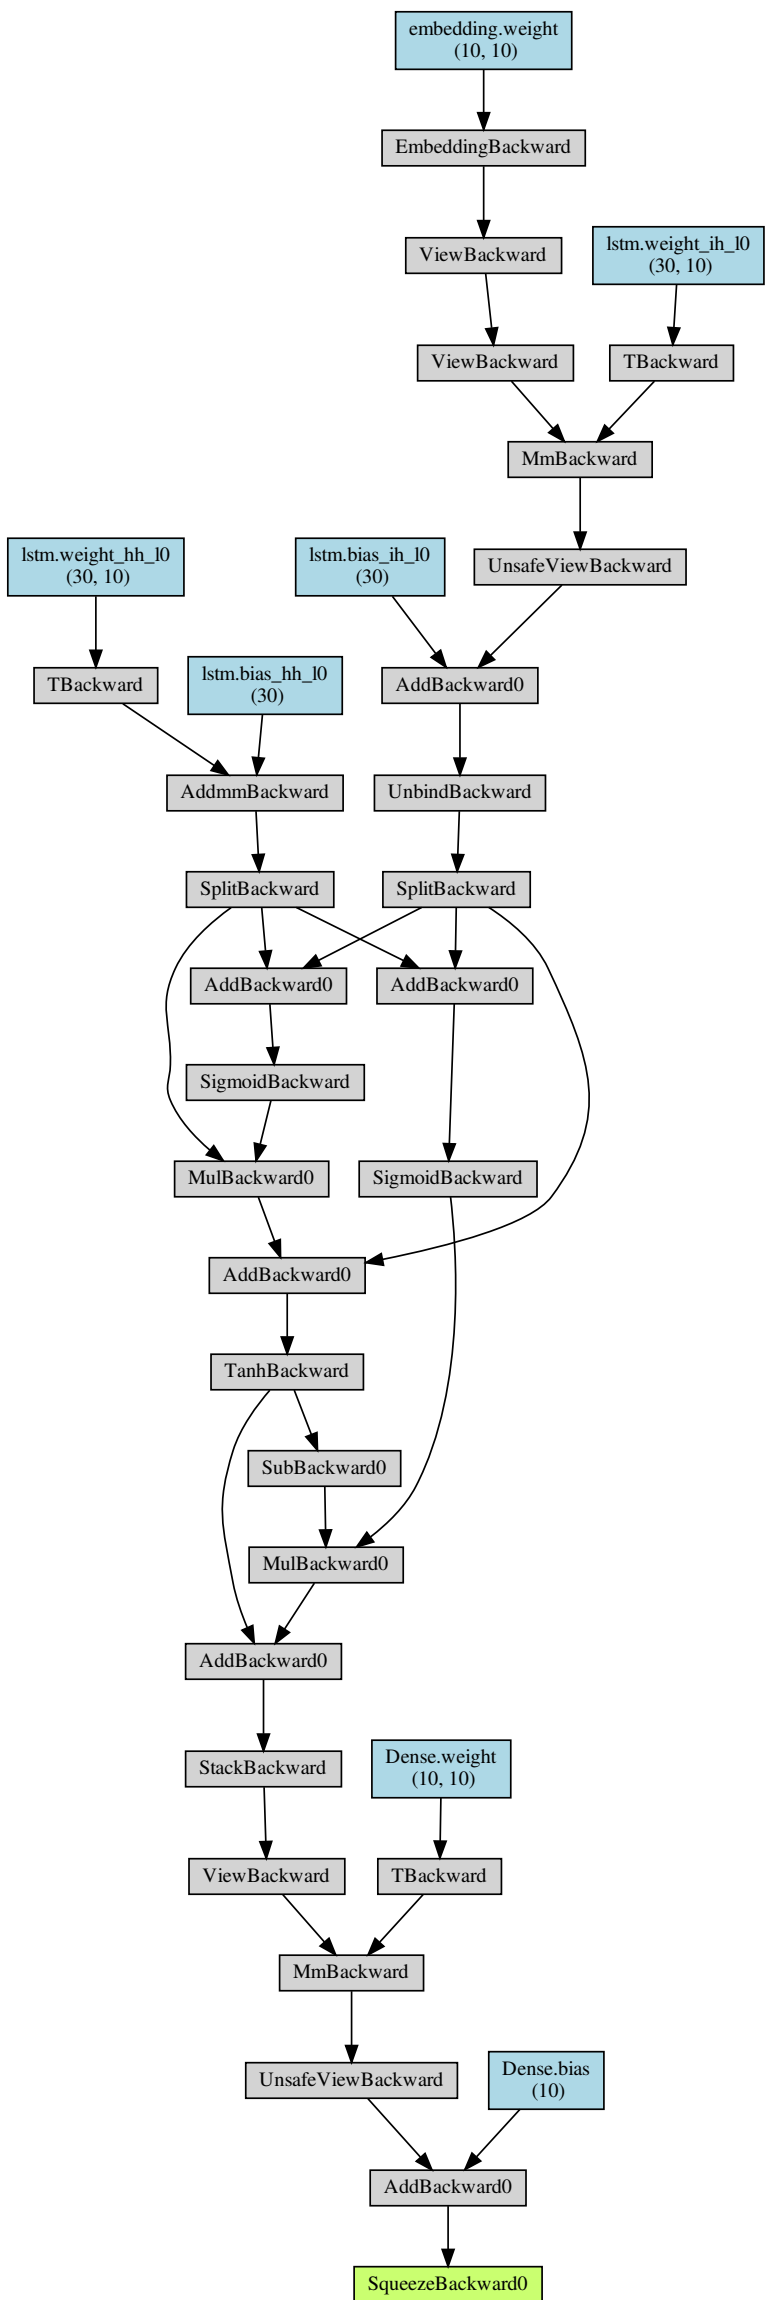 embedding.weight
(10, 10)
EmbeddingBackward
ViewBackward
lstm.weight_ih_l0
(30, 10)
ViewBackward
TBackward
MmBackward
lstm.weight_hh_l0
(30, 10)
lstm.bias_ih_l0
(30)
UnsafeViewBackward
TBackward
lstm.bias_hh_l0
(30)
AddBackward0
AddmmBackward
UnbindBackward
SplitBackward
SplitBackward
AddBackward0
AddBackward0
SigmoidBackward
MulBackward0
SigmoidBackward
AddBackward0
TanhBackward
SubBackward0
MulBackward0
AddBackward0
StackBackward
Dense.weight
(10, 10)
ViewBackward
TBackward
MmBackward
UnsafeViewBackward
Dense.bias
(10)
AddBackward0
SqueezeBackward0